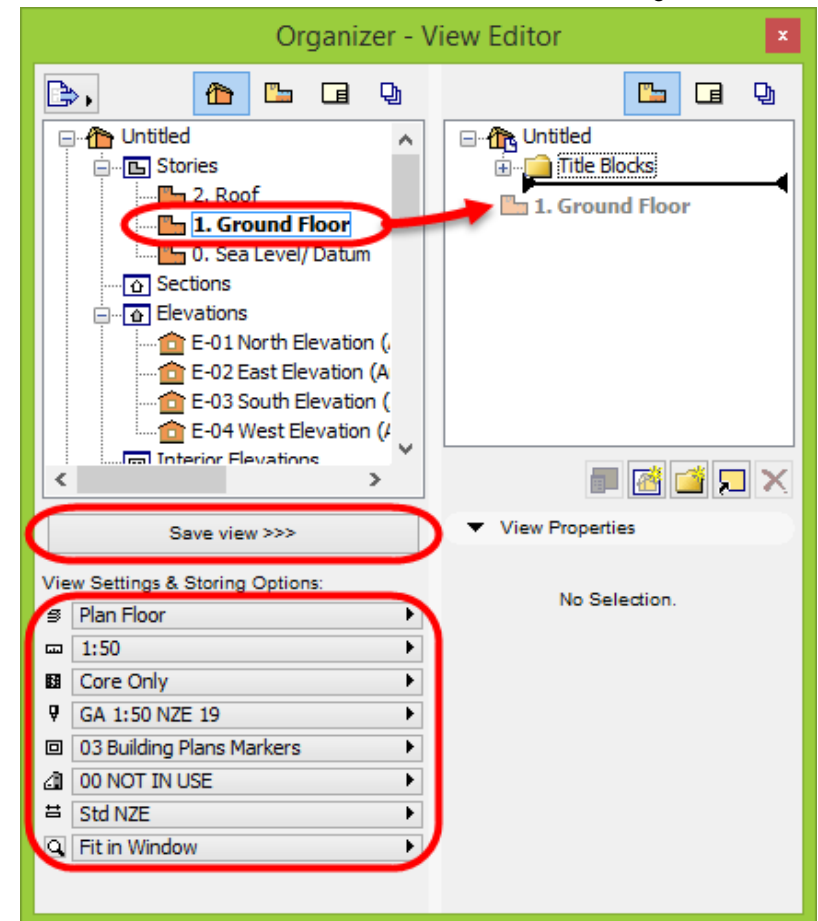 Organizer - View Editor
x
Untitled
Stories
2. Roof
1. Ground Floor
0. Sea Level/ Datum
Sections
Elevations
E-01 North Elevation (
E-02 East Elevation (A
E-03 South Elevation (
E-04 West Elevation (A
Interior Elevations
Untitled
Title Blocks
1. Ground Floor
Save view >>>
View Settings & Storing Options:
Plan Floor
1:50
Core Only
GA 1:50 NZE 19
03 Building Plans Markers
00 NOT IN USE
Std NZE
Fit in Window
View Properties
No Selection.